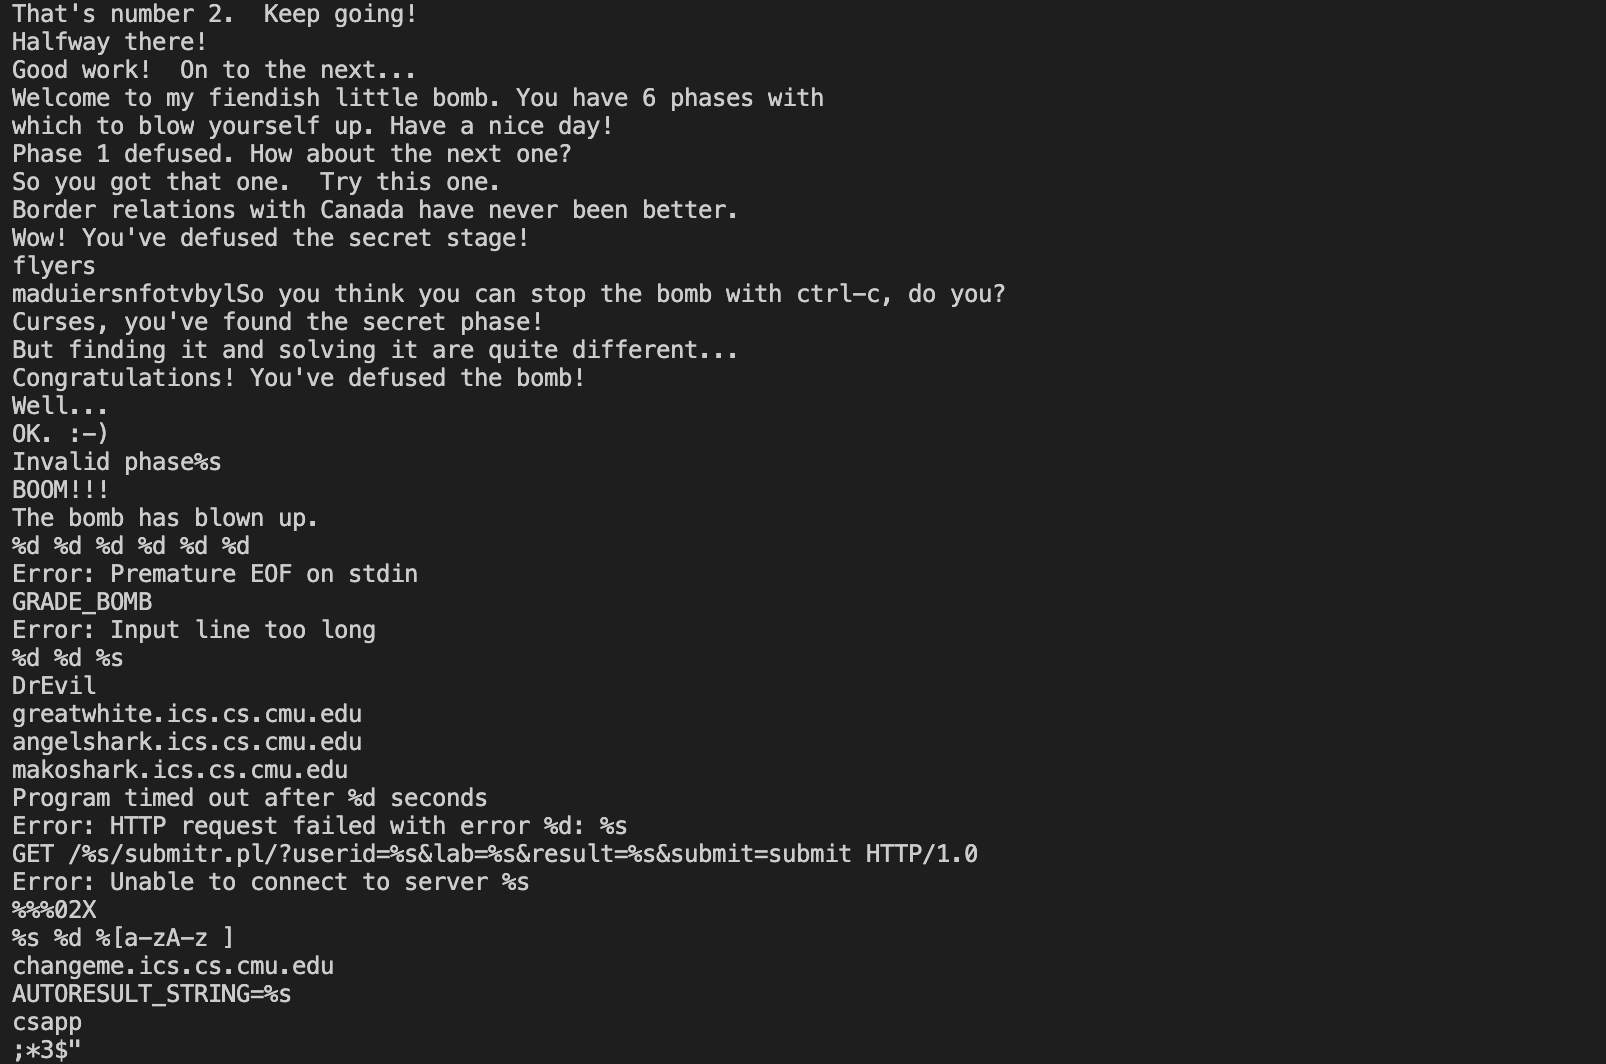 That's number 2.  Keep going!
Halfway there!
Good work!  On to the next...
Welcome to my fiendish little bomb. You have 6 phases with
which to blow yourself up. Have a nice day!
Phase 1 defused. How about the next one?
So you got that one.  Try this one.
Border relations with Canada have never been better.
Wow! You've defused the secret stage!
flyers
maduiersnfotvbylSo you think you can stop the bomb with ctrl-c, do you?
Curses, you've found the secret phase!
But finding it and solving it are quite different...
Congratulations! You've defused the bomb!
Well...
OK. :-)
Invalid phase%s
BOOM!!!
The bomb has blown up.
%d %d %d %d %d %d
Error: Premature EOF on stdin
GRADE_BOMB
Error: Input line too long
%d %d %s
DrEvil
greatwhite.ics.cs.cmu.edu
angelshark.ics.cs.cmu.edu
makoshark.ics.cs.cmu.edu
Program timed out after %d seconds
Error: HTTP request failed with error %d: %s
GET /%s/submitr.pl/?userid=%s&lab=%s&result=%s&submit=submit HTTP/1.0
Error: Unable to connect to server %s
%%%02X
%s %d %[a-zA-z ]
changeme.ics.cs.cmu.edu
AUTORESULT_STRING=%s
csapp
;*3$"